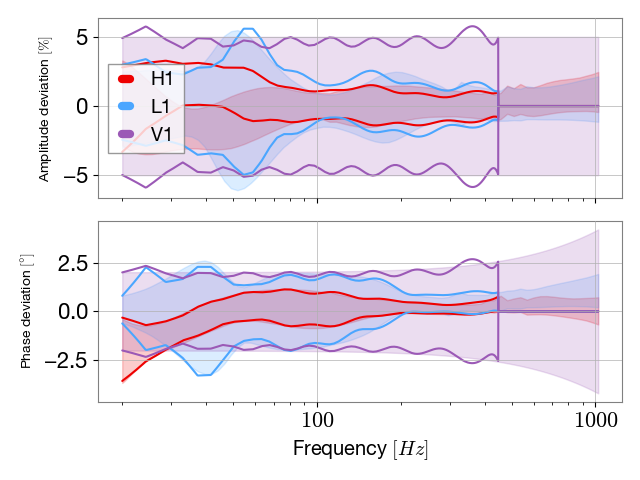 Amplitude deviation [%]
5
0
−5
H1
L1
V1
Phase deviation [°]
2.5
0.0
−2.5
100
1000
Frequency [Hz]